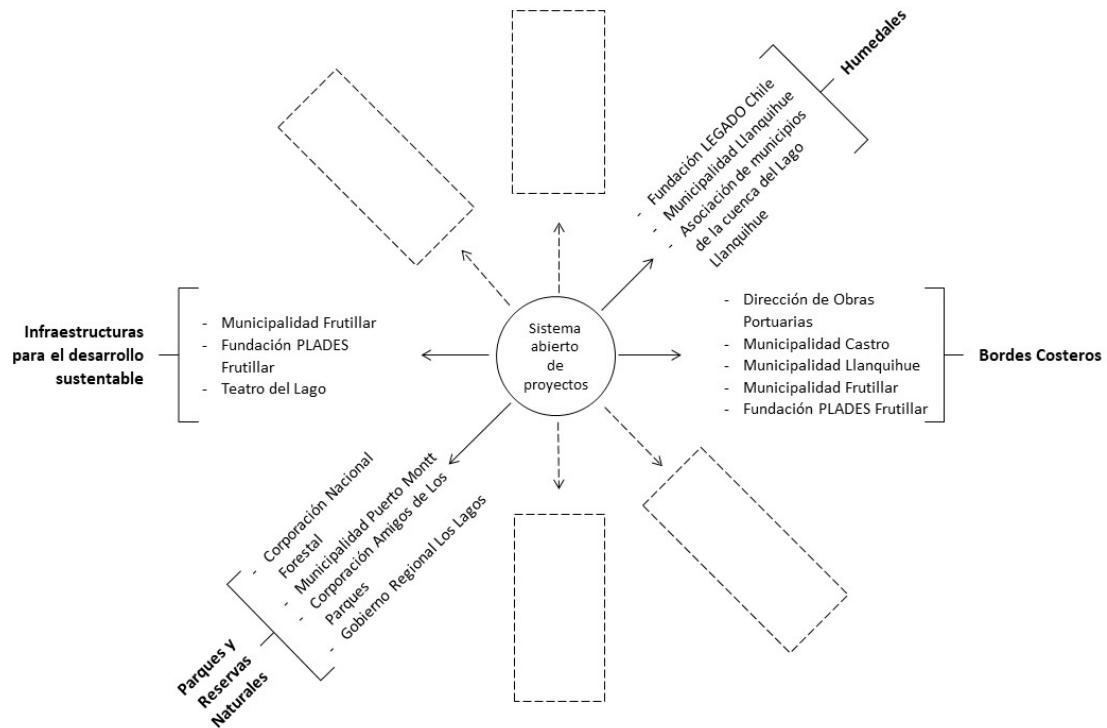 Humedales
- Fundación LEGADO Chile
- Municipalidad Llanquihue
- Asociación de municipios
de la cuenca del Lago
Llanquihue
Infraestructuras
para el desarrollo
sustentable
- Municipalidad Frutillar
- Fundación PLADES
Frutillar
- Teatro del Lago
Sistema
abierto
de
proyectos
- Dirección de Obras
Portuarias
- Municipalidad Castro
- Municipalidad Llanquihue
- Municipalidad Frutillar
- Fundación PLADES Frutillar
Bordes Costeros
- Corporación Nacional
Forestal
- Municipalidad Puerto Montt
- Corporación Amigos de Los
Parques
- Gobierno Regional Los Lagos
Parques y
Reservas
Naturales